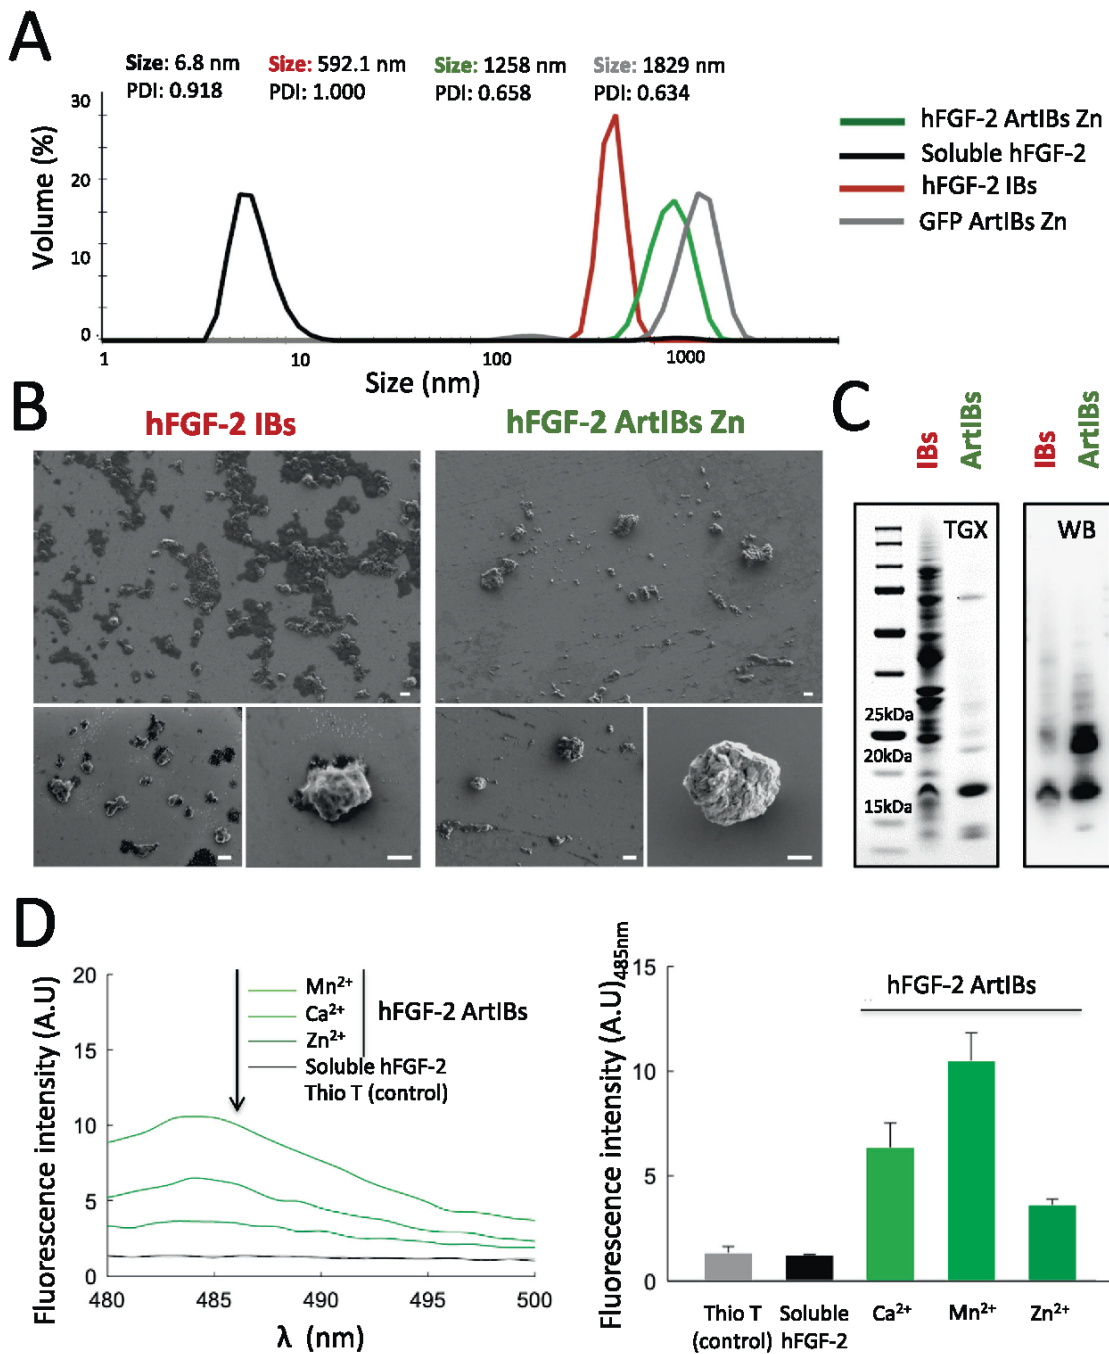 A
Size: 6.8 nm
PDI: 0.918
Size: 592.1 nm
PDI: 1.000
Size: 1258 nm
PDI: 0.658
Size: 1829 nm
PDI: 0.634
Volume (%)
30
20
10
0
1
10
100
1000
Size (nm)
hFGF-2 ArtIBs Zn
Soluble hFGF-2
hFGF-2 IBs
GFP ArtIBs Zn
B
hFGF-2 IBs
hFGF-2 ArtIBs Zn
C
IBs
ArtIBs
IBs
ArtIBs
TGX
WB
25kDa
20kDa
15kDa
D
Fluorescence intensity (A.U)
20
15
10
5
0
480
485
490
495
500
λ (nm)
Mn²⁺
Ca²⁺
Zn²⁺
hFGF-2 ArtIBs
Soluble hFGF-2
Thio T (control)
Fluorescence intensity (A.U)485nm
15
10
5
0
hFGF-2 ArtIBs
Thio T
(control)
Soluble
hFGF-2
Ca²⁺
Mn²⁺
Zn²⁺